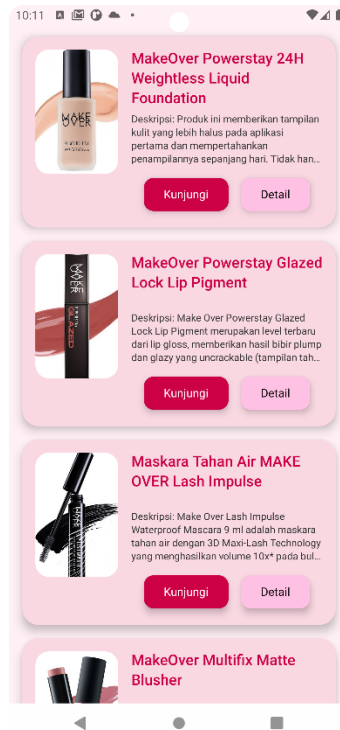 10:11
MakeOver Powerstay 24H
Weightless Liquid
Foundation
Deskripsi: Produk ini memberikan tampilan
kulit yang lebih halus pada aplikasi
pertama dan mempertahankan
penampilannya sepanjang hari. Tidak han...
MAKE
OVER
Kunjungi
Detail
MakeOver Powerstay Glazed
Lock Lip Pigment
Deskripsi: Make Over Powerstay Glazed
Lock Lip Pigment merupakan level terbaru
dari lip gloss, memberikan hasil bibir plump
dan glazy yang uncrackable (tampilan tah...
MAKE
OVER
GLAZED
Kunjungi
Detail
Maskara Tahan Air MAKE
OVER Lash Impulse
Deskripsi: Make Over Lash Impulse
Waterproof Mascara 9 ml adalah maskara
tahan air dengan 3D Maxi-Lash Technology
yang menghasilkan volume 10x* pada bul...
Kunjungi
Detail
MakeOver Multifix Matte
Blusher